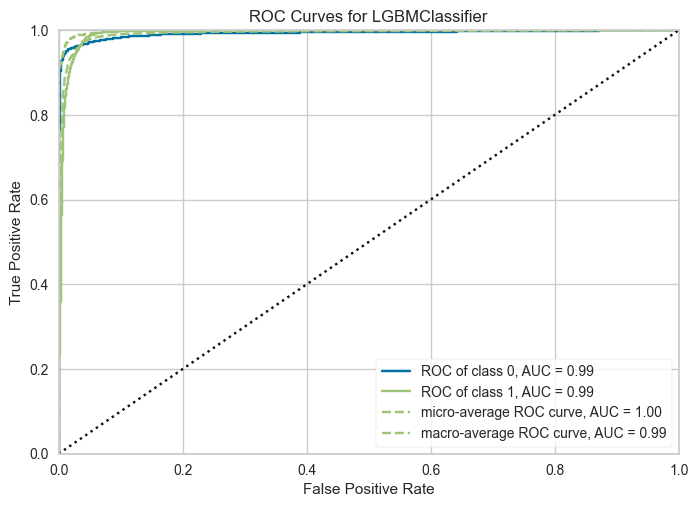 ROC Curves for LGBMClassifier
True Positive Rate
1.0
0.8
0.6
0.4
0.2
0.0
ROC of class 0, AUC = 0.99
ROC of class 1, AUC = 0.99
micro-average ROC curve, AUC = 1.00
macro-average ROC curve, AUC = 0.99
0.0 0.2 0.4 0.6 0.8 1.0
False Positive Rate